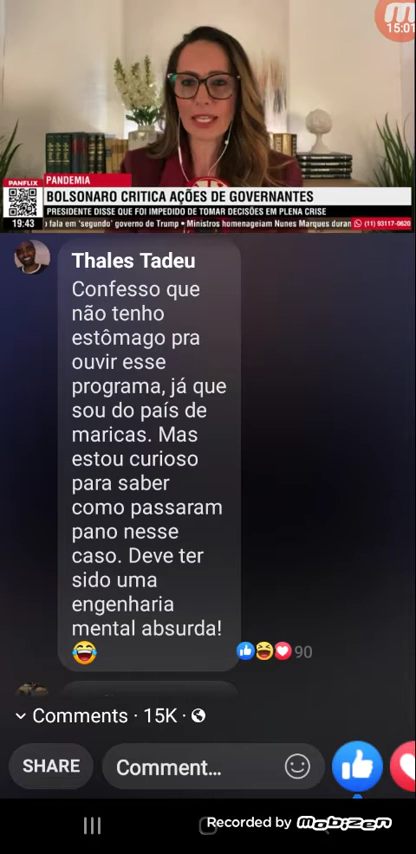 15:01
PANFLIX
PANDEMIA
BOLSONARO CRITICA AÇÕES DE GOVERNANTES
PRESIDENTE DISSE QUE FOI IMPEDIDO DE TOMAR DECISÕES EM PLENA CRISE
19:43
fala em 'segundo' governo de Trump • Ministros homenageiam Nunes Marques duran
(11) 93117-0620
Thales Tadeu
Confesso que
não tenho
estômago pra
ouvir esse
programa, já que
sou do país de
maricas. Mas
estou curioso
para saber
como passaram
pano nesse
caso. Deve ter
sido uma
engenharia
mental absurda!
😂
90
Comments · 15K ·
SHARE
Comment...
Recorded by Mobizen